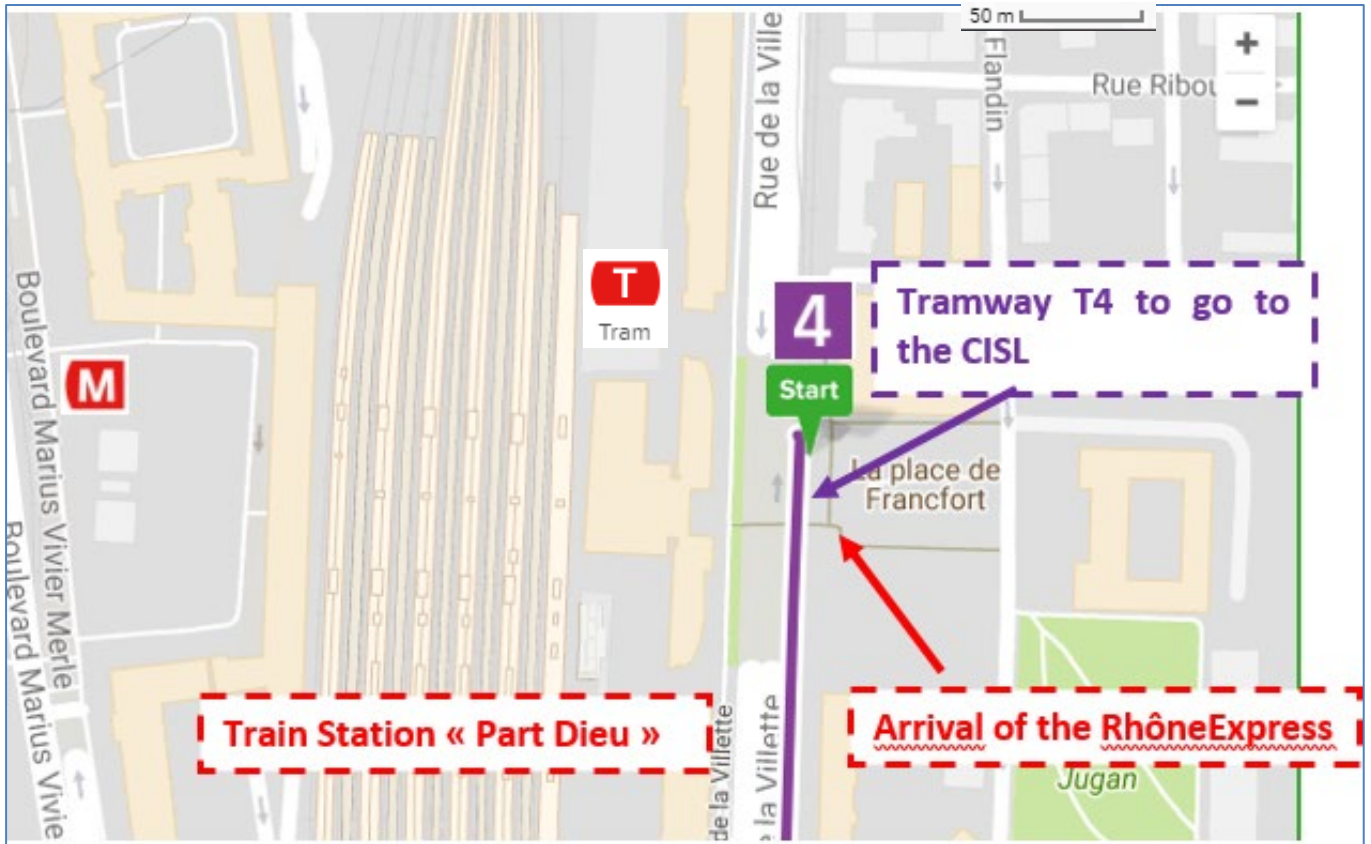 50 m
+
−
Flandin
Rue Ribou
Rue de la Ville
T
Tram
4
Tramway T4 to go to
the CISL
M
Start
La place de
Francfort
Boulevard Marius Vivier Merle
Boulevard Marius Vivie
Train Station « Part Dieu »
Arrival of the RhôneExpress
de la Villette
de la Villette
Jugan